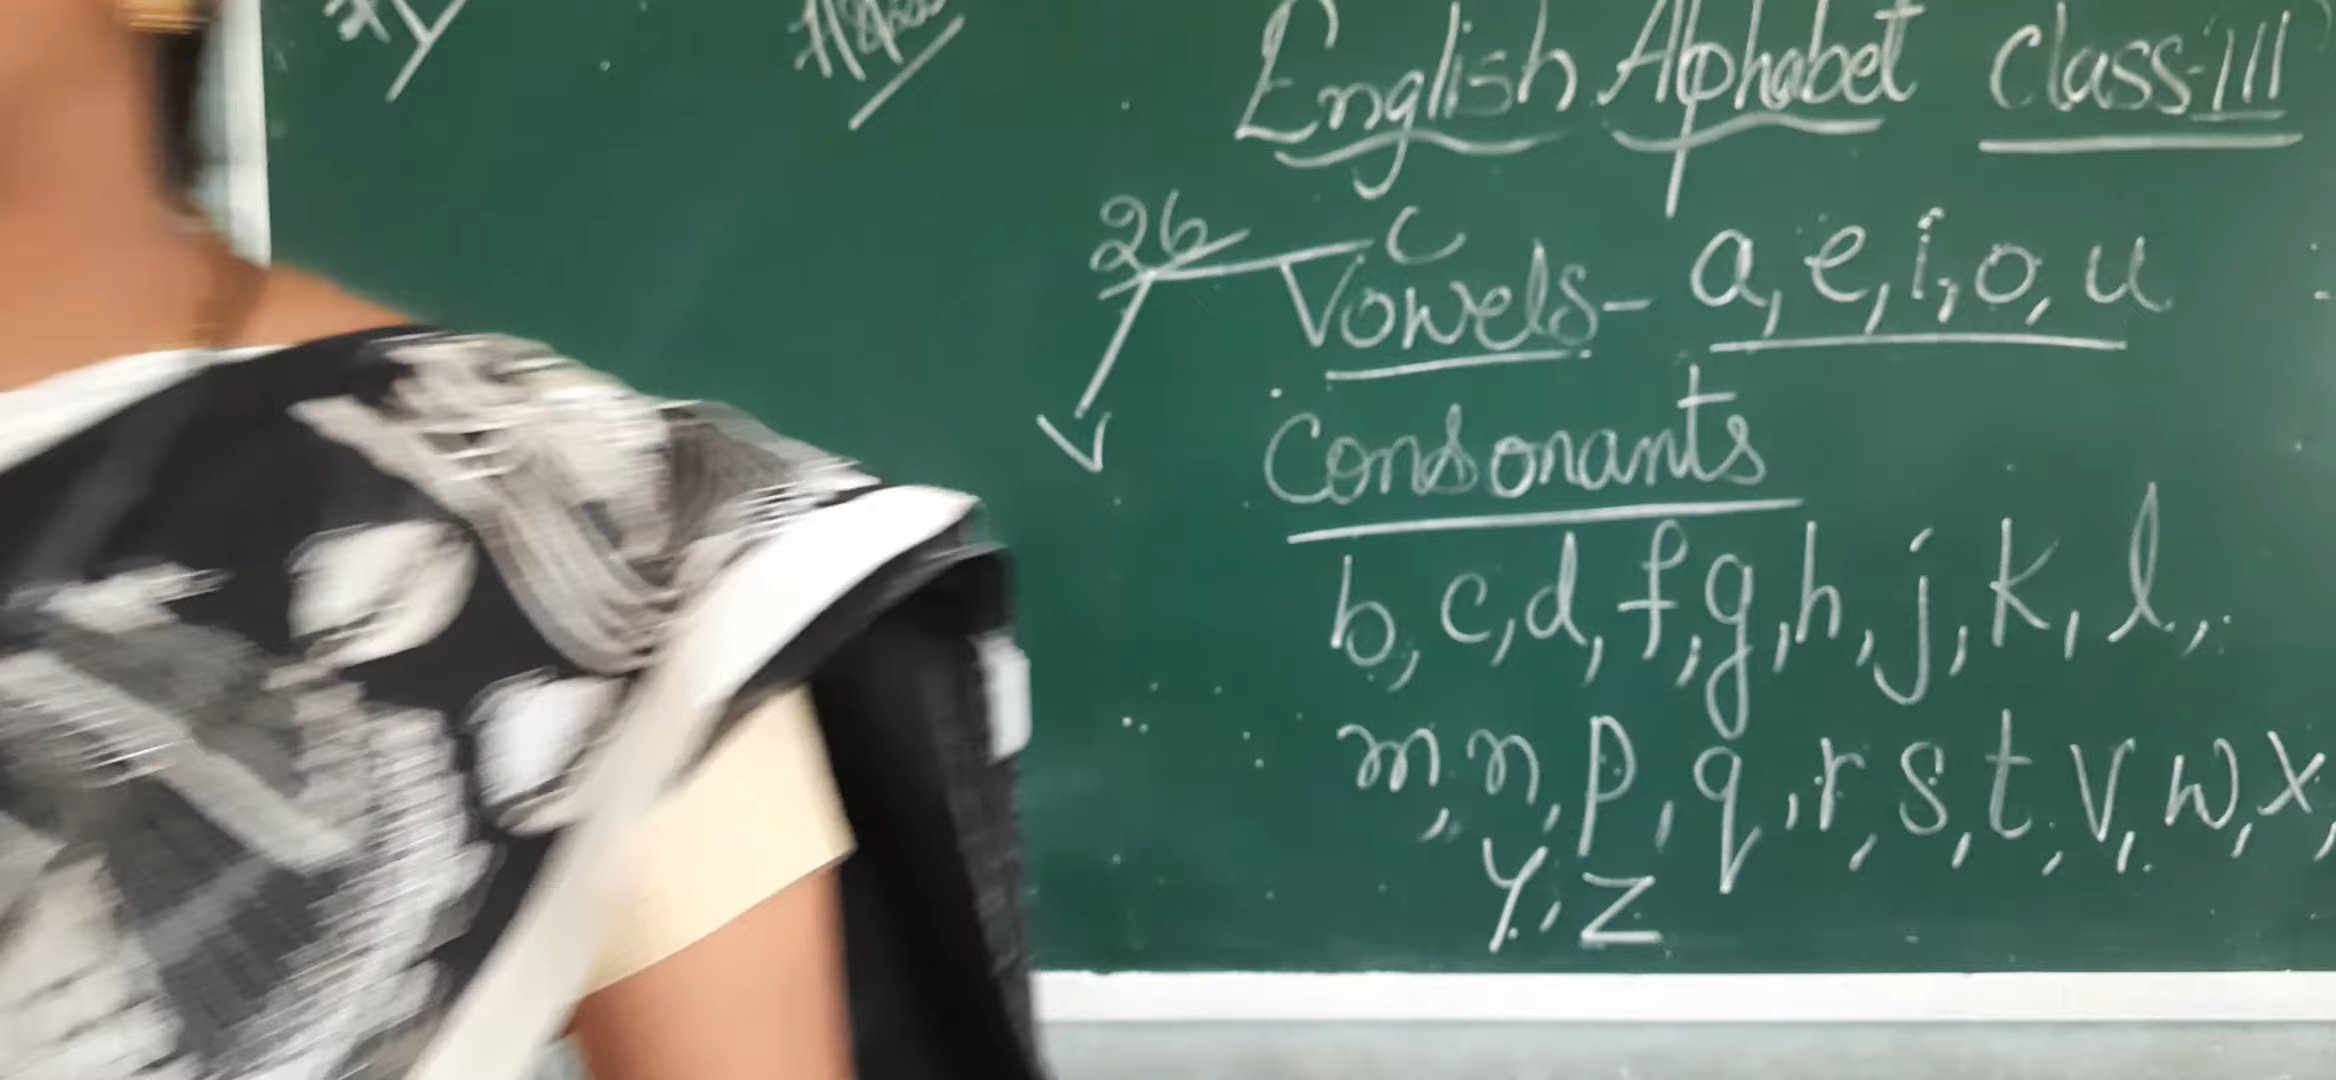 English Alphabet Class-III
26
C
V
Vowels- a, e, i, o, u
Consonants
b, c, d, f, g, h, j, k, l,
m, n, p, q, r, s, t, v, w, x,
y, z